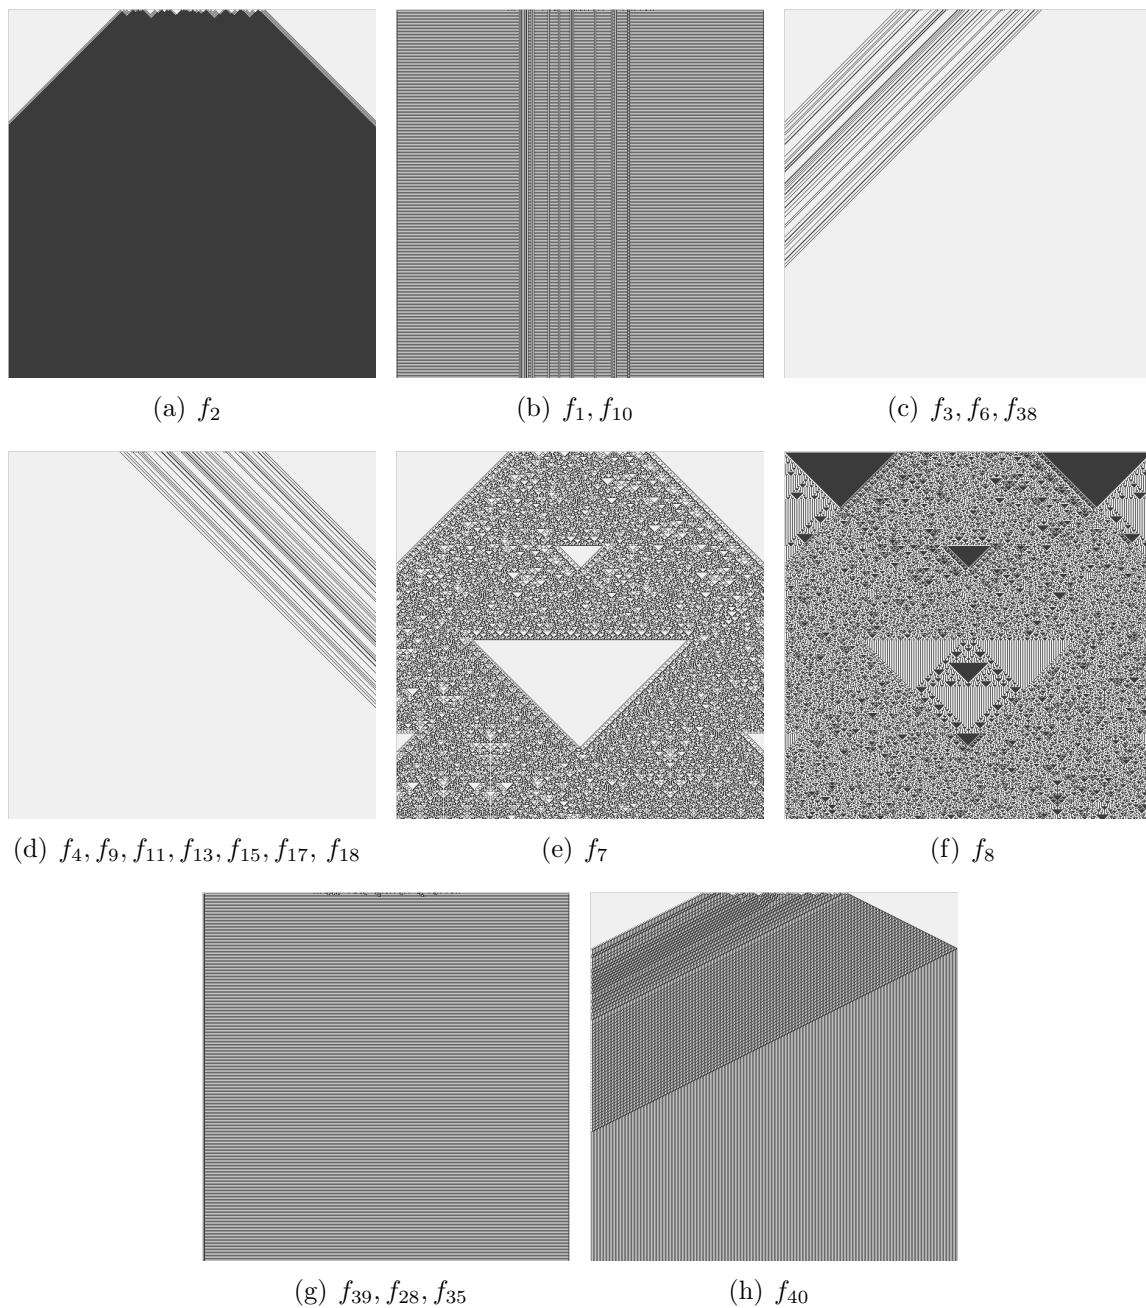 (a) f₂
(b) f₁, f₁₀
(c) f₃, f₆, f₃₈
(d) f₄, f₉, f₁₁, f₁₃, f₁₅, f₁₇, f₁₈
(e) f₇
(f) f₈
(g) f₃₉, f₂₈, f₃₅
(h) f₄₀